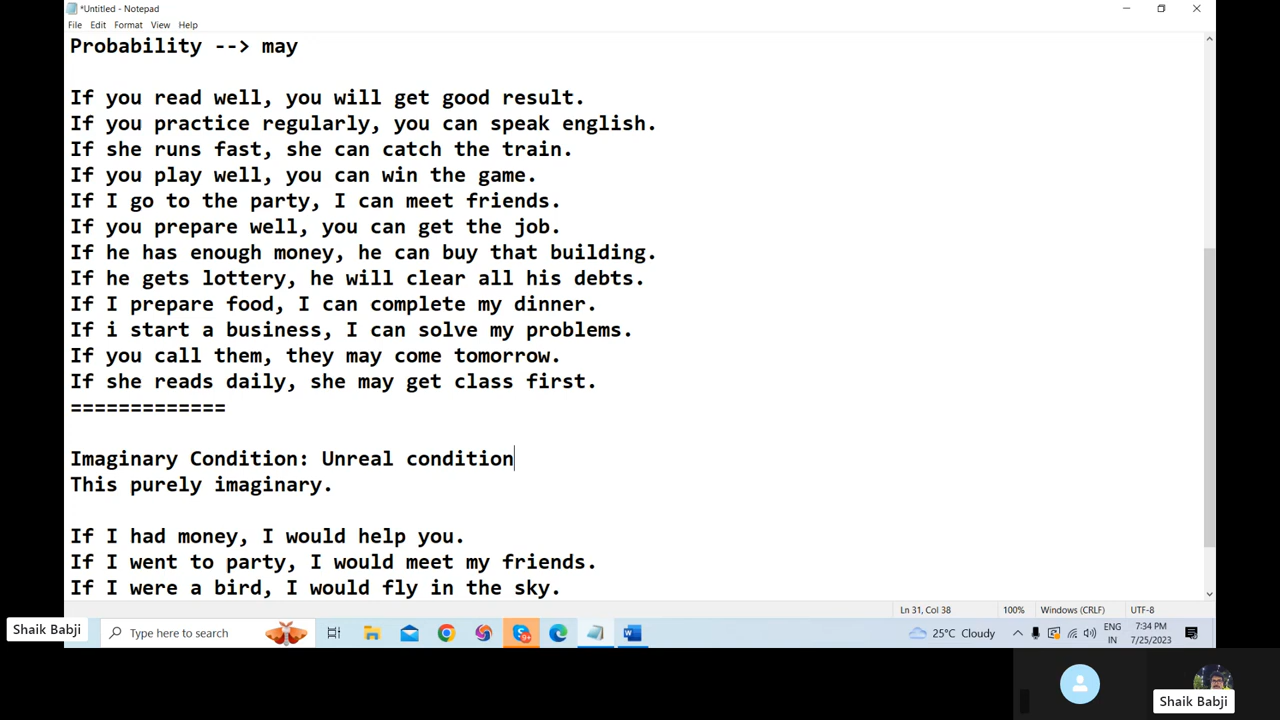 *Untitled - Notepad
File Edit Format View Help
Probability --> may
If you read well, you will get good result.
If you practice regularly, you can speak english.
If she runs fast, she can catch the train.
If you play well, you can win the game.
If I go to the party, I can meet friends.
If you prepare well, you can get the job.
If he has enough money, he can buy that building.
If he gets lottery, he will clear all his debts.
If I prepare food, I can complete my dinner.
If i start a business, I can solve my problems.
If you call them, they may come tomorrow.
If she reads daily, she may get class first.
=============
Imaginary Condition: Unreal condition
This purely imaginary.
If I had money, I would help you.
If I went to party, I would meet my friends.
If I were a bird, I would fly in the sky.
Ln 31, Col 38 100% Windows (CRLF) UTF-8
Shaik Babji
Type here to search
25°C Cloudy
ENG
IN
7:34 PM
7/25/2023
Shaik Babji